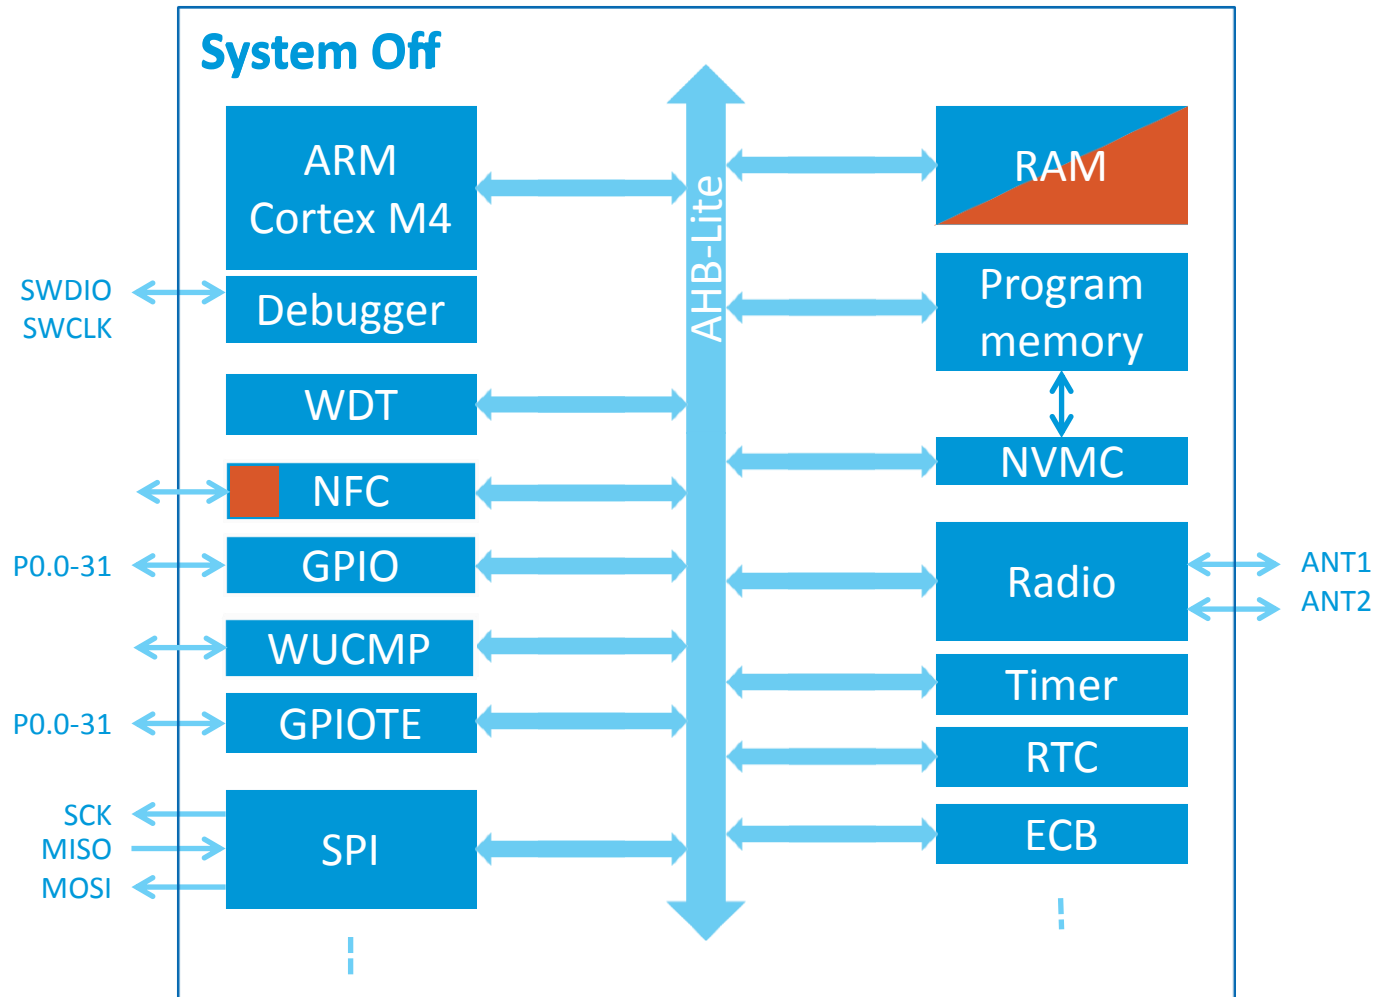 System Off
ARM
Cortex M4
SWDIO
SWCLK
Debugger
WDT
NFC
P0.0-31
GPIO
WUCMP
P0.0-31
GPIOTE
SCK
MISO
MOSI
SPI
AHB-Lite
RAM
Program
memory
NVMC
Radio
ANT1
ANT2
Timer
RTC
ECB